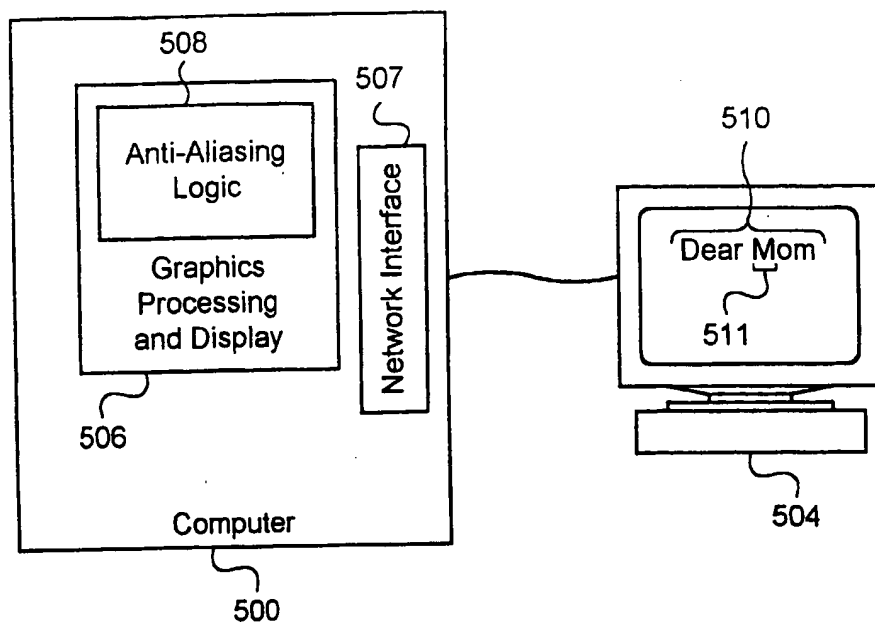 508
507
510
Anti-Aliasing
Logic
Graphics
Processing
and Display
Network Interface
Dear Mom
511
506
504
Computer
500